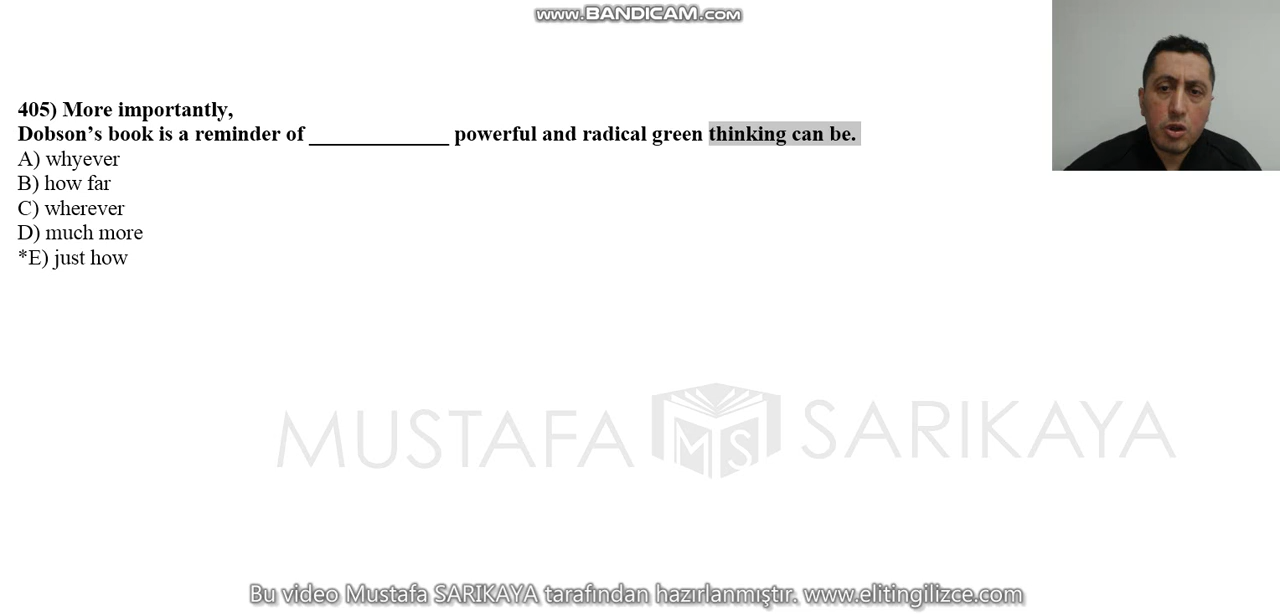 www.BANDICAM.com
405) More importantly,
Dobson’s book is a reminder of _____________ powerful and radical green thinking can be.
A) whyever
B) how far
C) wherever
D) much more
*E) just how
MUSTAFA MS SARIKAYA
Bu video Mustafa SARIKAYA tarafından hazırlanmıştır. www.elitingilizce.com